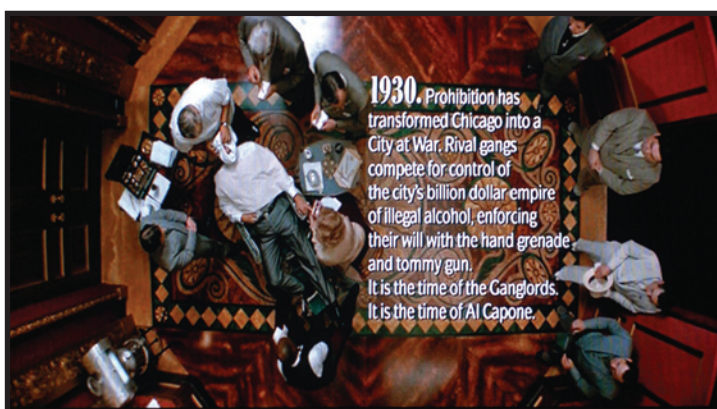 1930. Prohibition has
transformed Chicago into a
City at War. Rival gangs
compete for control of
the city's billion dollar empire
of illegal alcohol, enforcing
their will with the hand grenade
and tommy gun.
It is the time of the Ganglords.
It is the time of Al Capone.